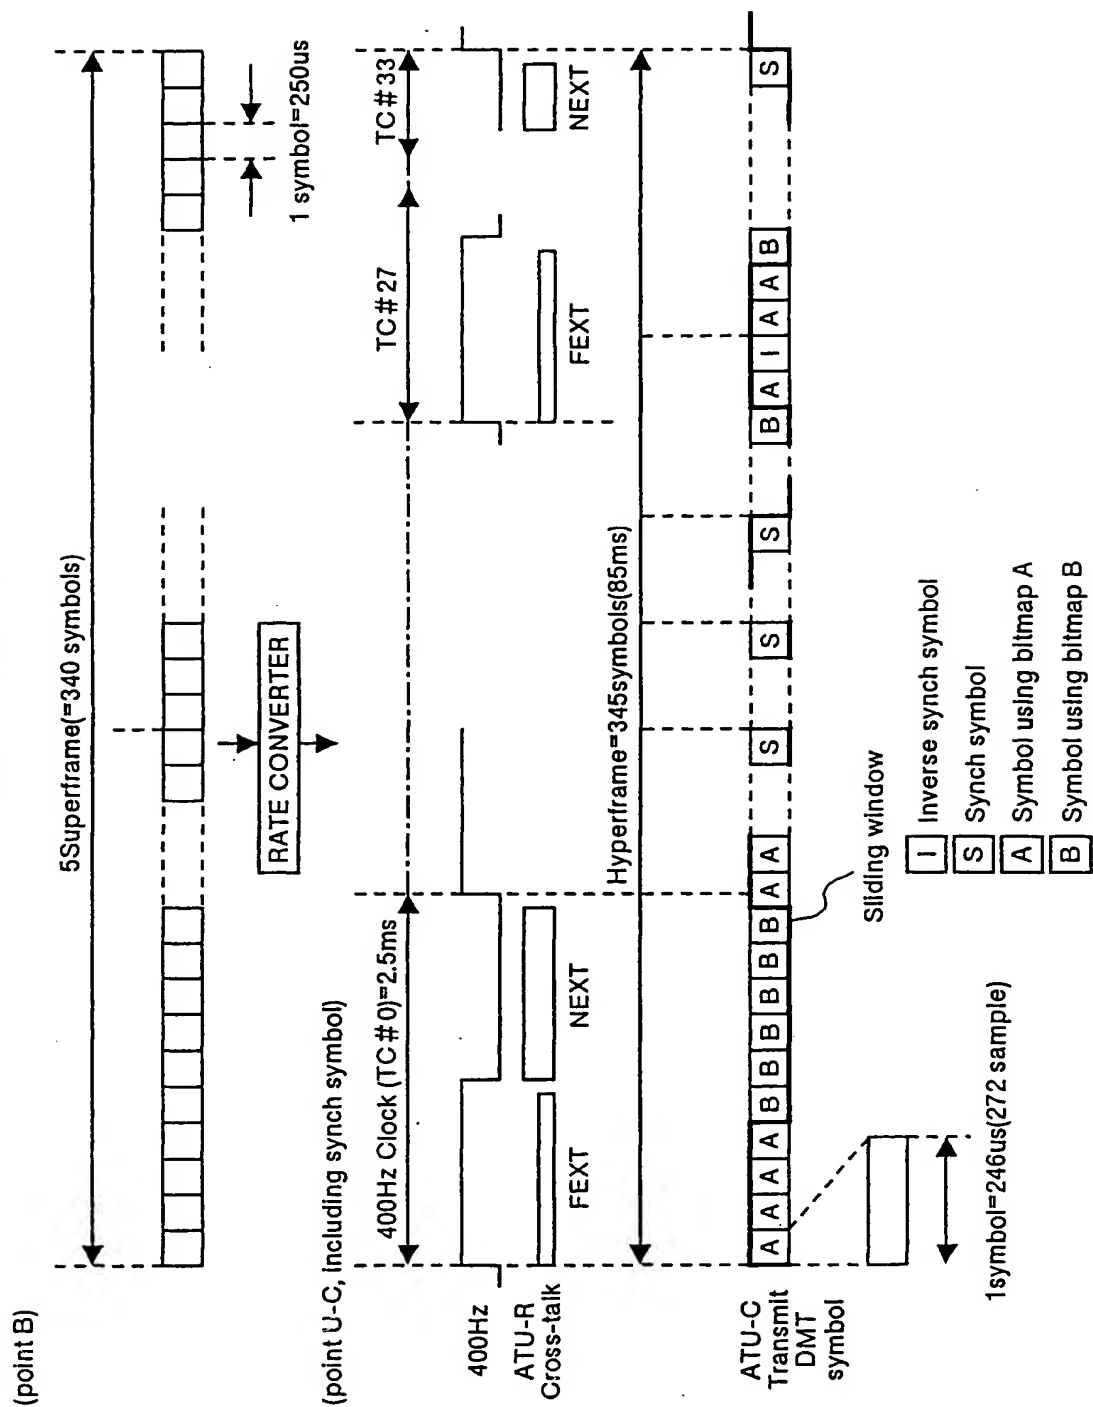 (point B)
5Superframe(=340 symbols)
1 symbol=250us
RATE CONVERTER
(point U-C, including synch symbol)
400Hz Clock (TC#0)=2.5ms
TC#27
TC#33
400Hz
ATU-R
Cross-talk
FEXT
NEXT
FEXT
NEXT
Hyperframe=345symbols(85ms)
ATU-C
Transmit
DMT
symbol
A A A A B B B B B B A A S S S B A I A A B S
Sliding window
1symbol=246us(272 sample)
I Inverse synch symbol
S Synch symbol
A Symbol using bitmap A
B Symbol using bitmap B